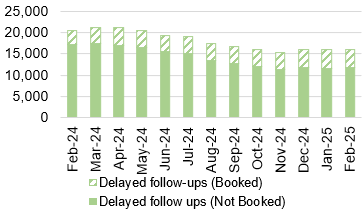 25,000
20,000
15,000
10,000
5,000
0
Feb-24
Mar-24
Apr-24
May-24
Jun-24
Jul-24
Aug-24
Sep-24
Oct-24
Nov-24
Dec-24
Jan-25
Feb-25
Delayed follow-ups (Booked)
Delayed follow ups (Not Booked)